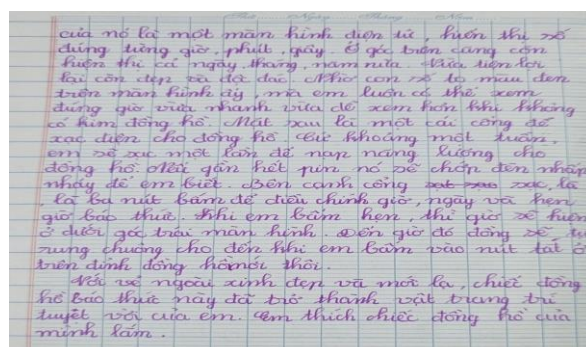 của nó là một màn hình điện tử, hiển thị số
đúng từng giờ, phút, giây. Ở góc trên cùng còn
hiển thị cả ngày, tháng, năm nữa. Vừa tiện lợi
lại còn đẹp và độc đáo. Nhờ con số to màu đen
trên màn hình ấy, mà em luôn có thể xem
đúng giờ vừa nhanh vừa dễ xem hơn khi không
có kim đồng hồ. Mặt sau là một cái cổng để
xạc điện cho đồng hồ. Cứ khoảng một tuần,
em sẽ xạc một lần để nạp năng lượng cho
đồng hồ. Nếu gần hết pin nó sẽ chớp đèn nhấp
nháy để em biết. Bên cạnh cổng xạc, là
là ba nút bấm để điều chỉnh giờ, ngày và hẹn
giờ báo thức. Khi em bấm hẹn, thì giờ sẽ hiện
ở dưới góc trái màn hình. Đến giờ đó đồng sẽ, tự
rung chuông cho đến khi em bấm vào nút tắt ở
trên đỉnh đồng hồ mới thôi.
Với vẻ ngoài xinh đẹp và mới lạ, chiếc đồng
hồ báo thức này đã trở thành vật trang trí
tuyệt vời của em. Em thích chiếc đồng hồ của
mình lắm.